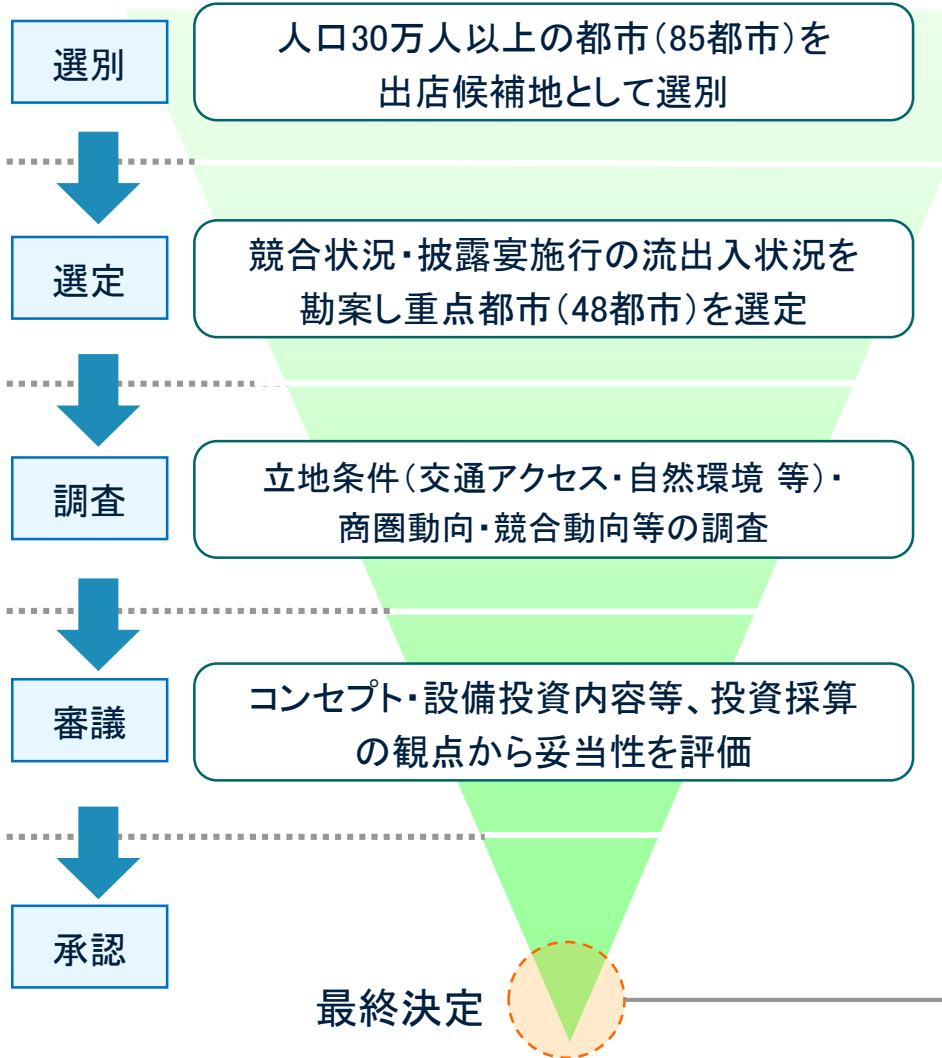 選別
人口30万人以上の都市（85都市）を
出店候補地として選別
選定
競合状況・披露宴施行の流出入状況を
勘案し重点都市（48都市）を選定
調査
立地条件（交通アクセス・自然環境 等）・
商圏動向・競合動向等の調査
審議
コンセプト・設備投資内容等、投資採算
の観点から妥当性を評価
承認
最終決定